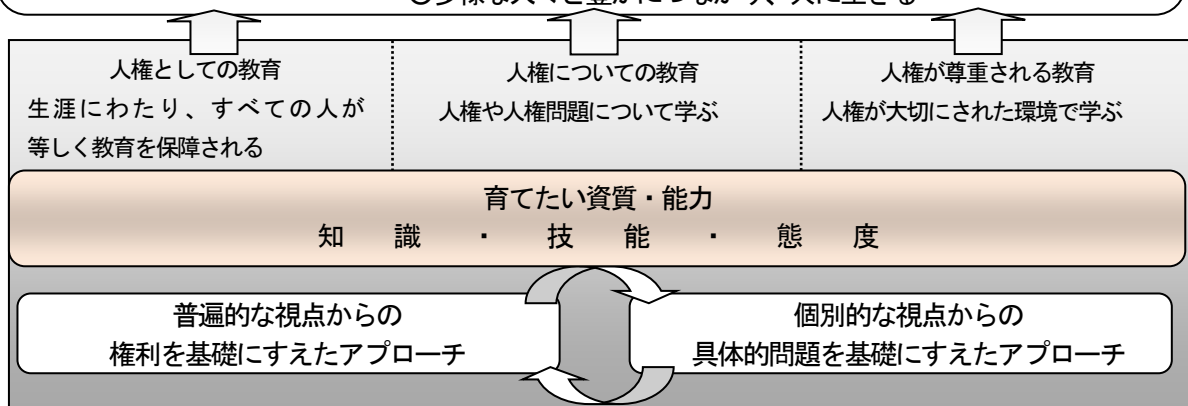 人権としての教育
生涯にわたり、すべての人が
等しく教育を保障される
人権についての教育
人権や人権問題について学ぶ
人権が尊重される教育
人権が大切にされた環境で学ぶ
育てたい資質・能力
知識・技能・態度
普遍的な視点からの
権利を基礎にすえたアプローチ
個別的な視点からの
具体的問題を基礎にすえたアプローチ